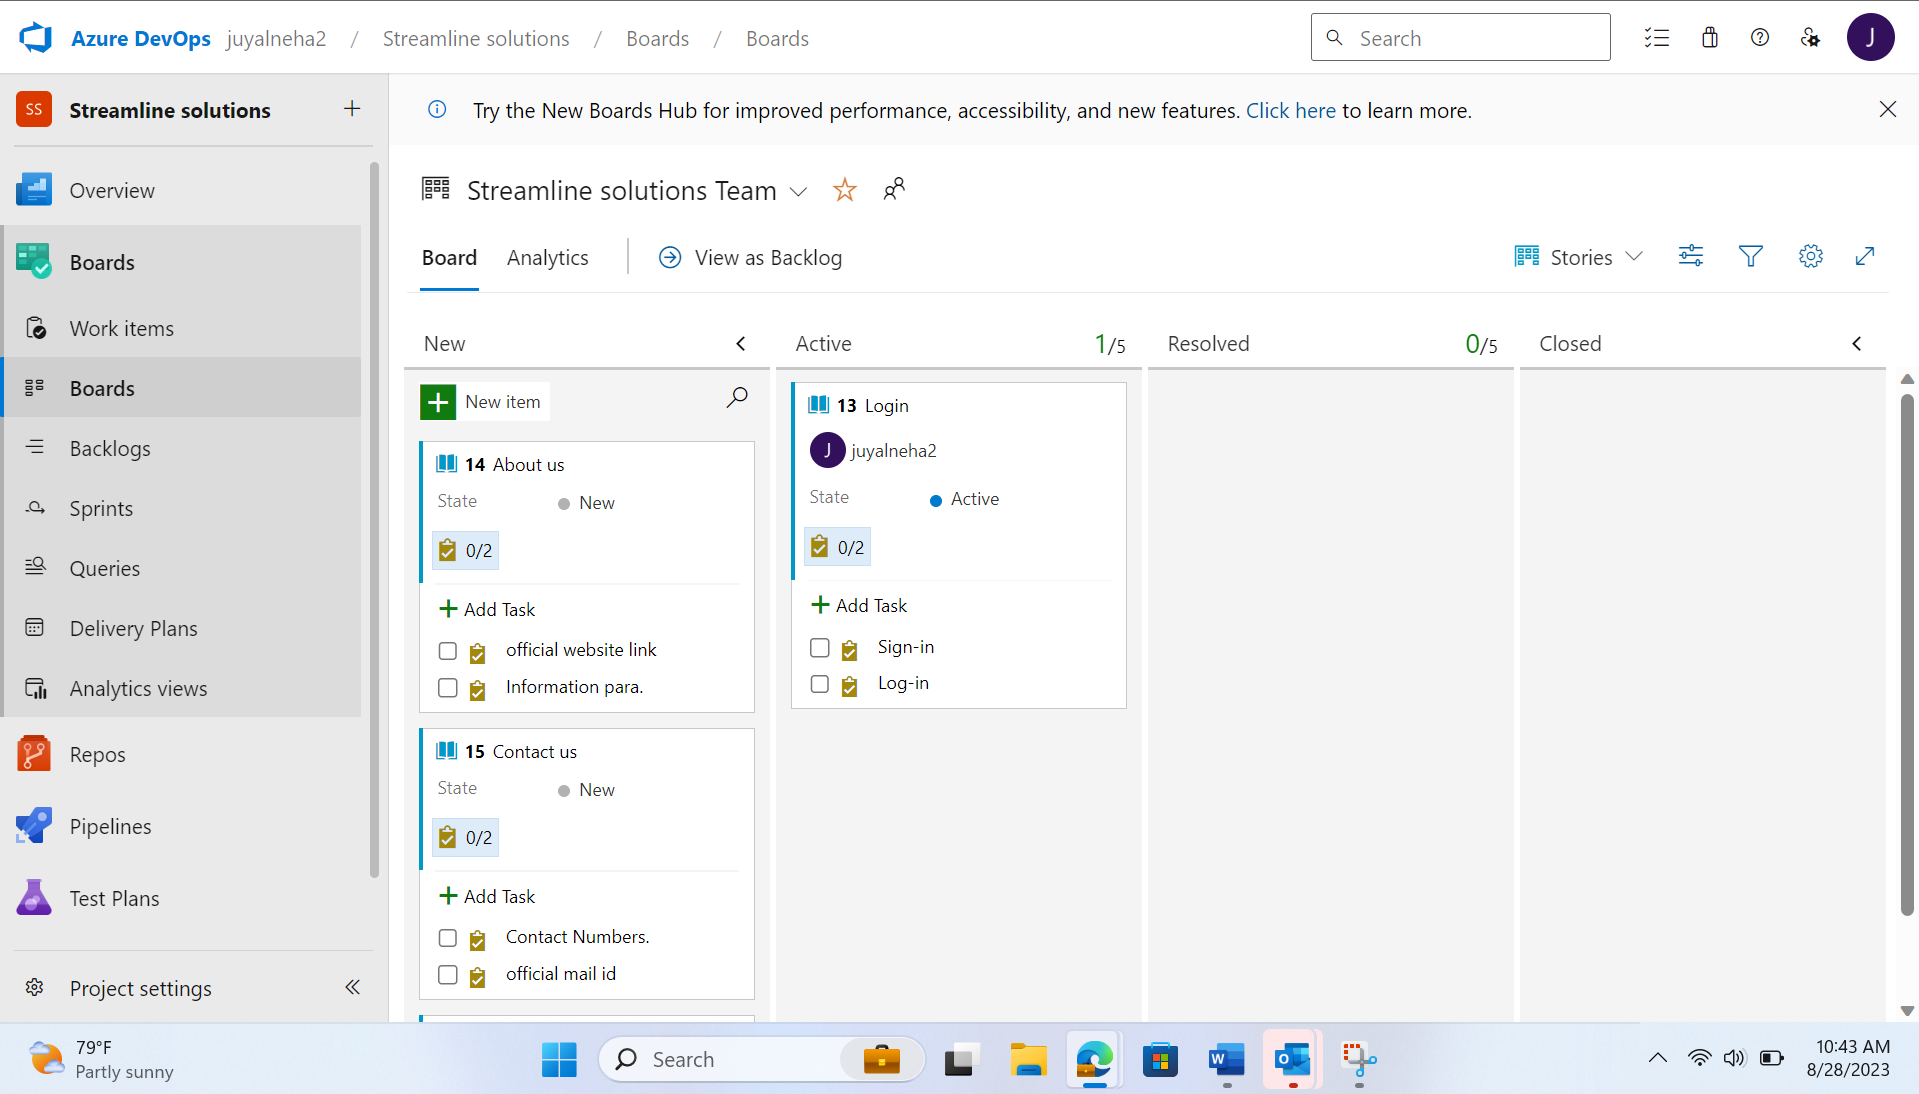 Azure DevOps juyalneha2 / Streamline solutions / Boards / Boards
Search
J
SS Streamline solutions
Overview
Boards
Work items
Boards
Backlogs
Sprints
Queries
Delivery Plans
Analytics views
Repos
Pipelines
Test Plans
Project settings
Try the New Boards Hub for improved performance, accessibility, and new features. Click here to learn more.
Streamline solutions Team
Board Analytics View as Backlog
Stories
New
Active 1/5
Resolved 0/5
Closed
New item
14 About us
State New
0/2
Add Task
official website link
Information para.
15 Contact us
State New
0/2
Add Task
Contact Numbers.
official mail id
13 Login
J juyalneha2
State Active
0/2
Add Task
Sign-in
Log-in
79°F
Partly sunny
Search
W
O
10:43 AM
8/28/2023